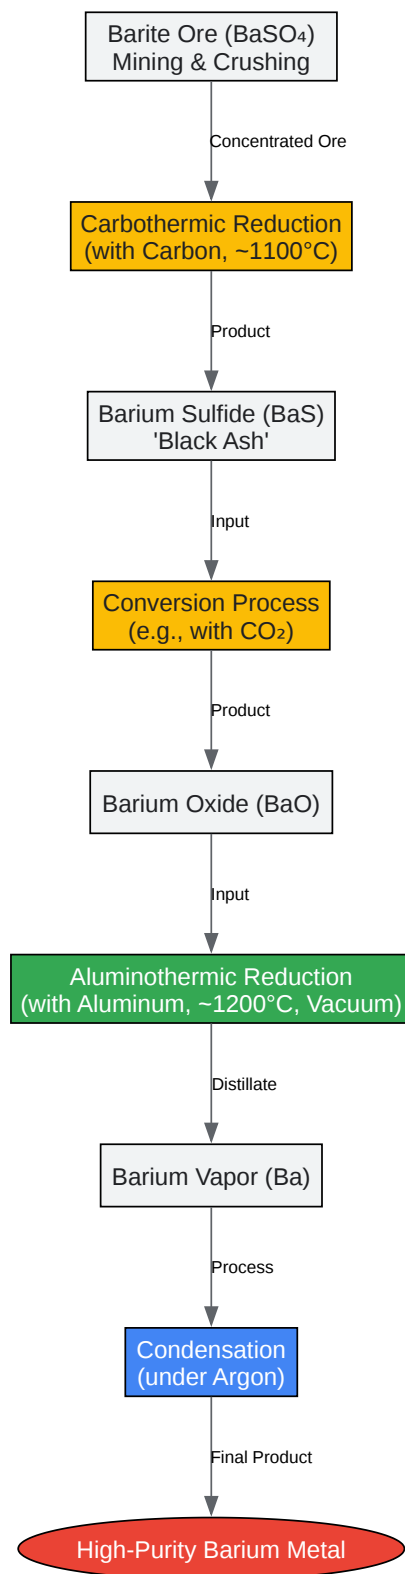 Barite Ore (BaSO₄)
Mining & Crushing
Concentrated Ore
Carbothermic Reduction
(with Carbon, ~1100°C)
Product
Barium Sulfide (BaS)
'Black Ash'
Input
Conversion Process
(e.g., with CO₂)
Product
Barium Oxide (BaO)
Input
Aluminothermic Reduction
(with Aluminum, ~1200°C, Vacuum)
Distillate
Barium Vapor (Ba)
Process
Condensation
(under Argon)
Final Product
High-Purity Barium Metal